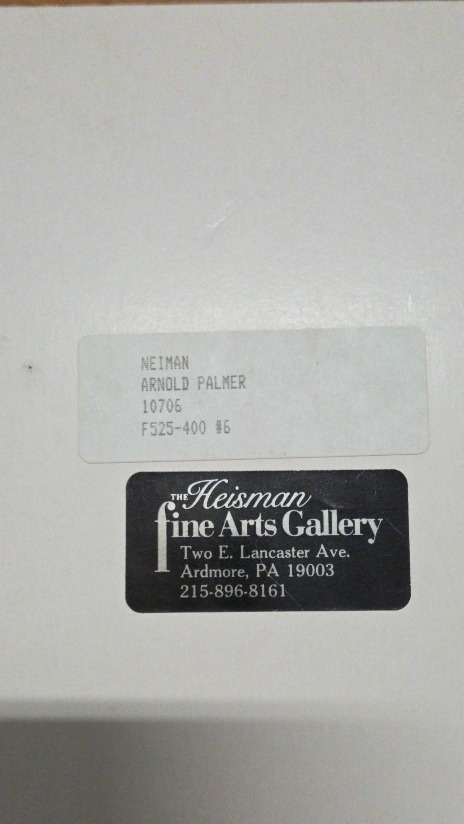 NEIMAN
ARNOLD PALMER
10706
F525-400 #6
THE Heisman
fine Arts Gallery
Two E. Lancaster Ave.
Ardmore, PA 19003
215-896-8161